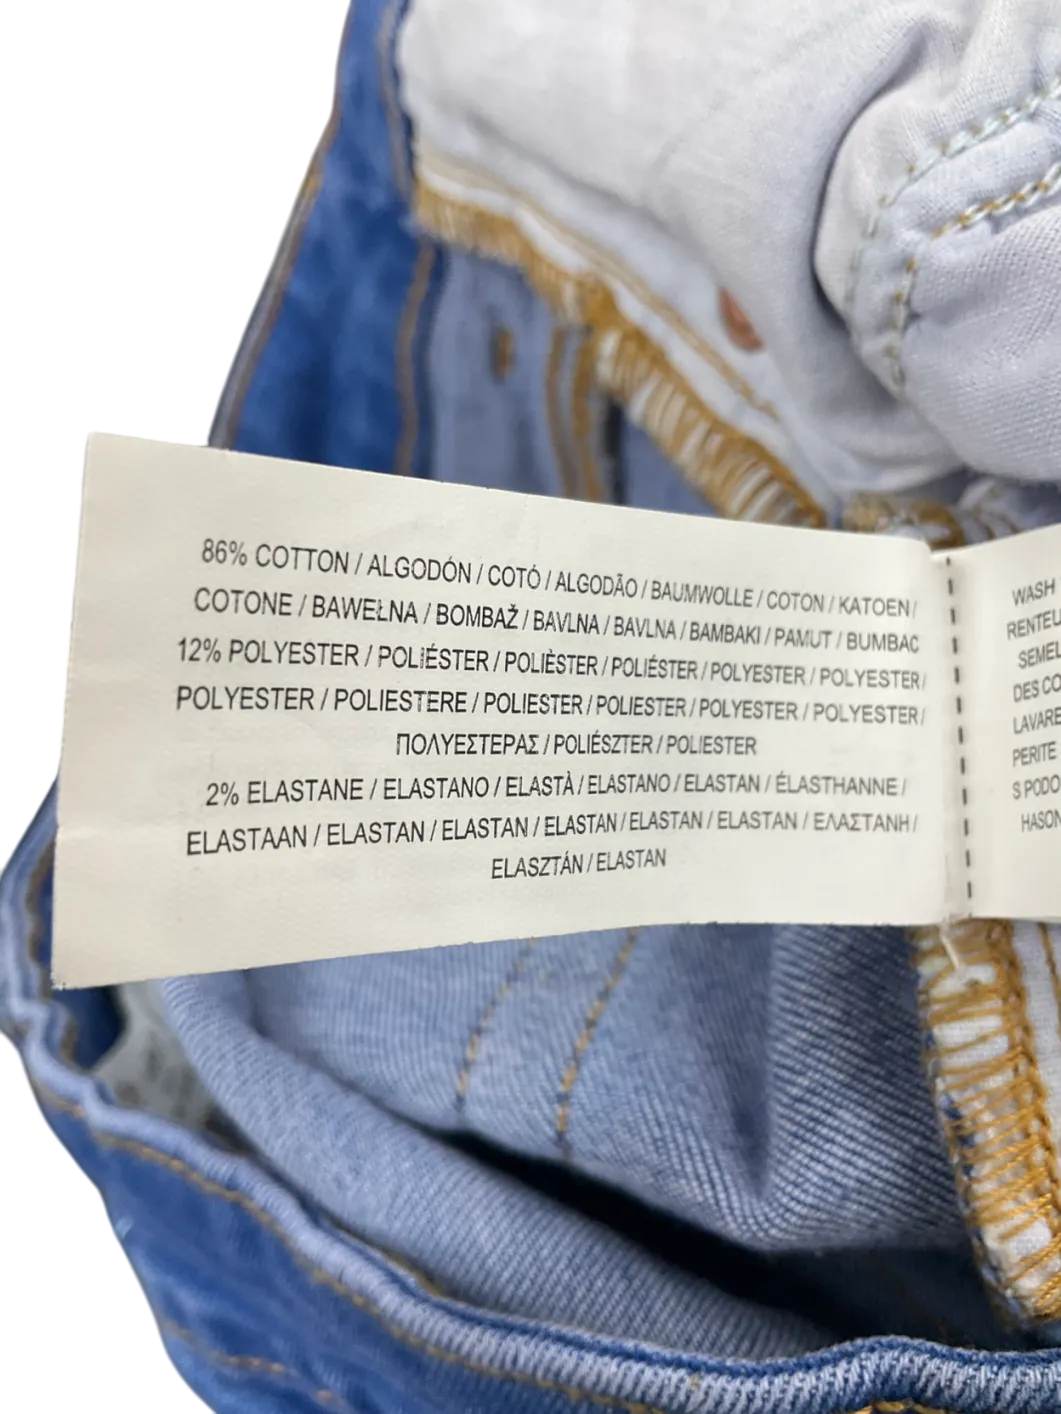 86% COTTON / ALGODÓN / COTÓ / ALGODÃO / BAUMWOLLE / COTON / KATOEN /
COTONE / BAWEŁNA / BOMBAŽ / BAVLNA / BAVLNA / BAMBAKI / PAMUT / BUMBAC
12% POLYESTER / POLIÉSTER / POLIÈSTER / POLIÉSTER / POLYESTER / POLYESTER /
POLYESTER / POLIESTERE / POLIESTER / POLIESTER / POLYESTER / POLYESTER /
ΠΟΛΥΕΣΤΕΡΑΣ / POLIÉSZTER / POLIESTER
2% ELASTANE / ELASTANO / ELASTÀ / ELASTANO / ELASTAN / ÉLASTHANNE /
ELASTAAN / ELASTAN / ELASTAN / ELASTAN / ELASTAN / ELASTAN / ΕΛΑΣΤΑΝΗ /
ELASZTÁN / ELASTAN
WASH
RENTEU
SEMEL
DES CO
LAVARE
PERITE
S PODO
HASON